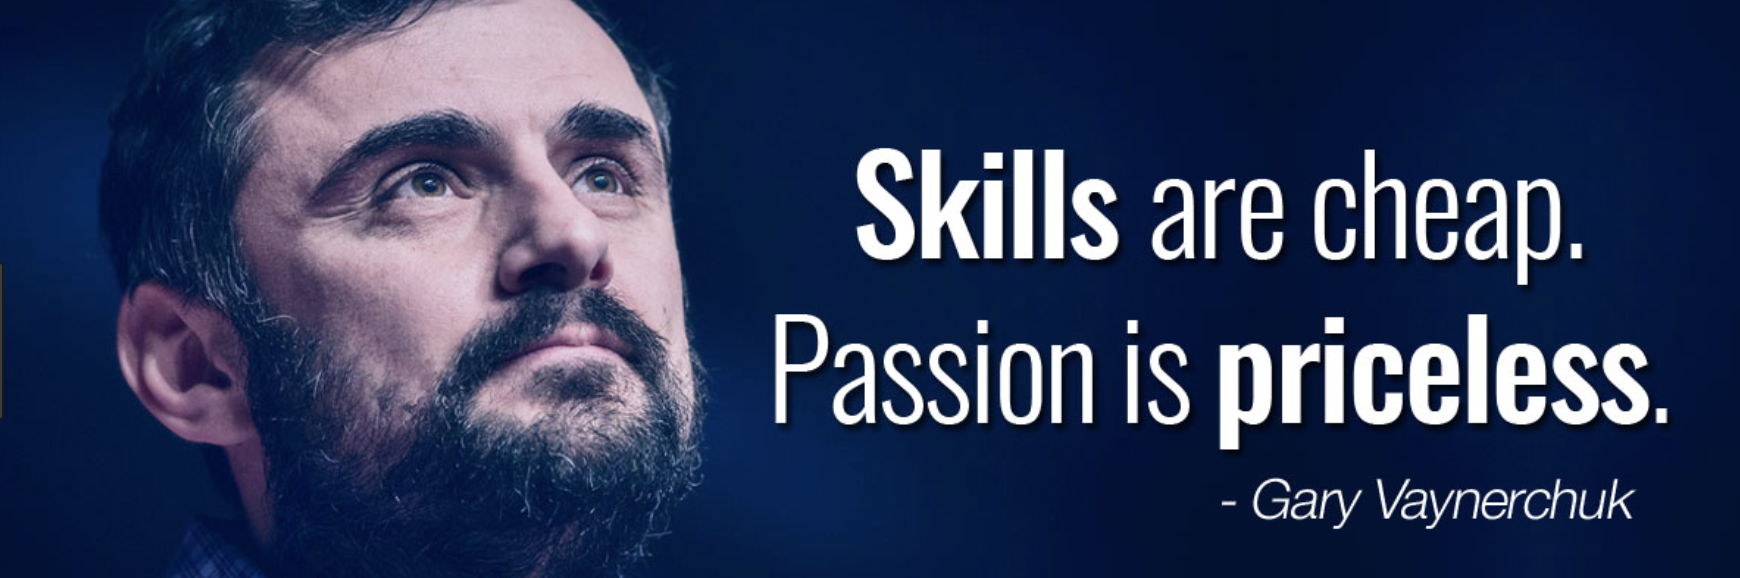 Skills are cheap.
Passion is priceless.
- Gary Vaynerchuk